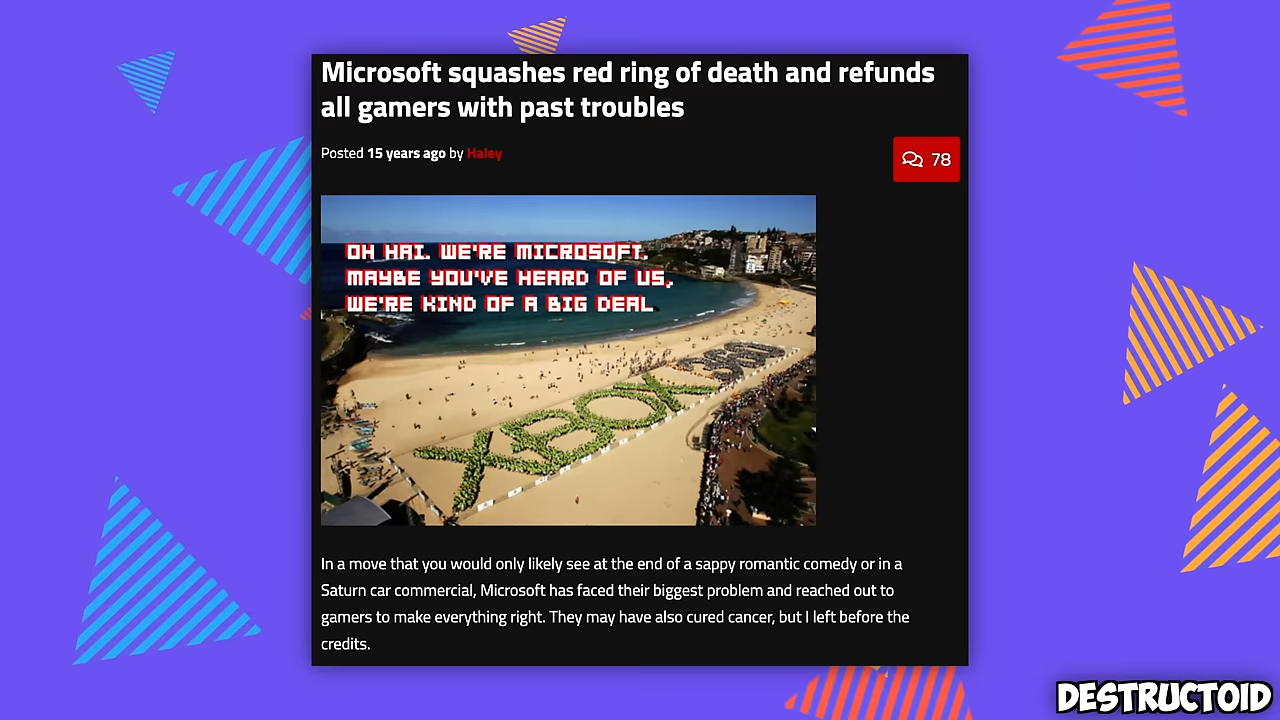 Microsoft squashes red ring of death and refunds
all gamers with past troubles
Posted 15 years ago by Haley
78
OH HAI. WE'RE MICROSOFT.
MAYBE YOU'VE HEARD OF US,
WE'RE KIND OF A BIG DEAL
XBOX 360
In a move that you would only likely see at the end of a sappy romantic comedy or in a
Saturn car commercial, Microsoft has faced their biggest problem and reached out to
gamers to make everything right. They may have also cured cancer, but I left before the
credits.
DESTRUCTOID